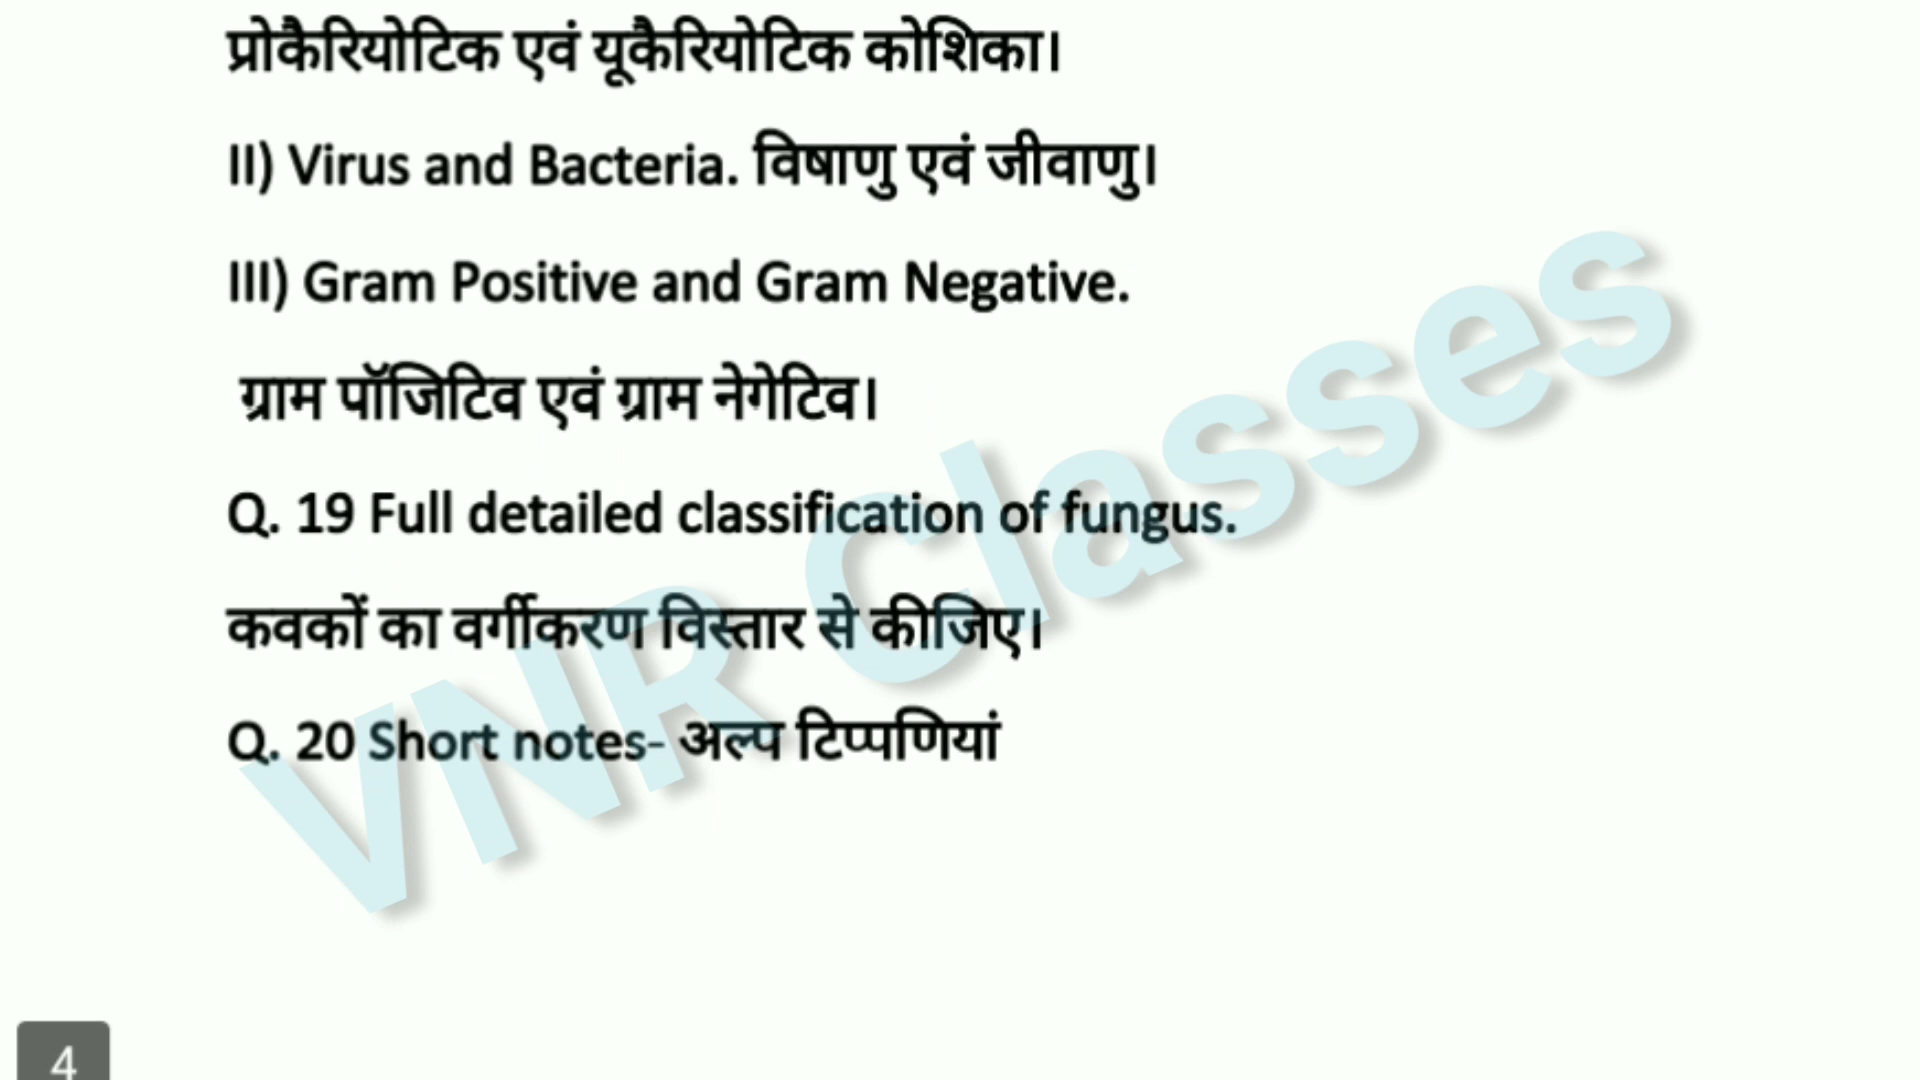 प्रोकैरियोटिक एवं यूकैरियोटिक कोशिका।
II) Virus and Bacteria. विषाणु एवं जीवाणु।
III) Gram Positive and Gram Negative.
ग्राम पॉजिटिव एवं ग्राम नेगेटिव।
Q. 19 Full detailed classification of fungus.
कवकों का वर्गीकरण विस्तार से कीजिए।
Q. 20 Short notes- अल्प टिप्पणियां
VNR Classes
4